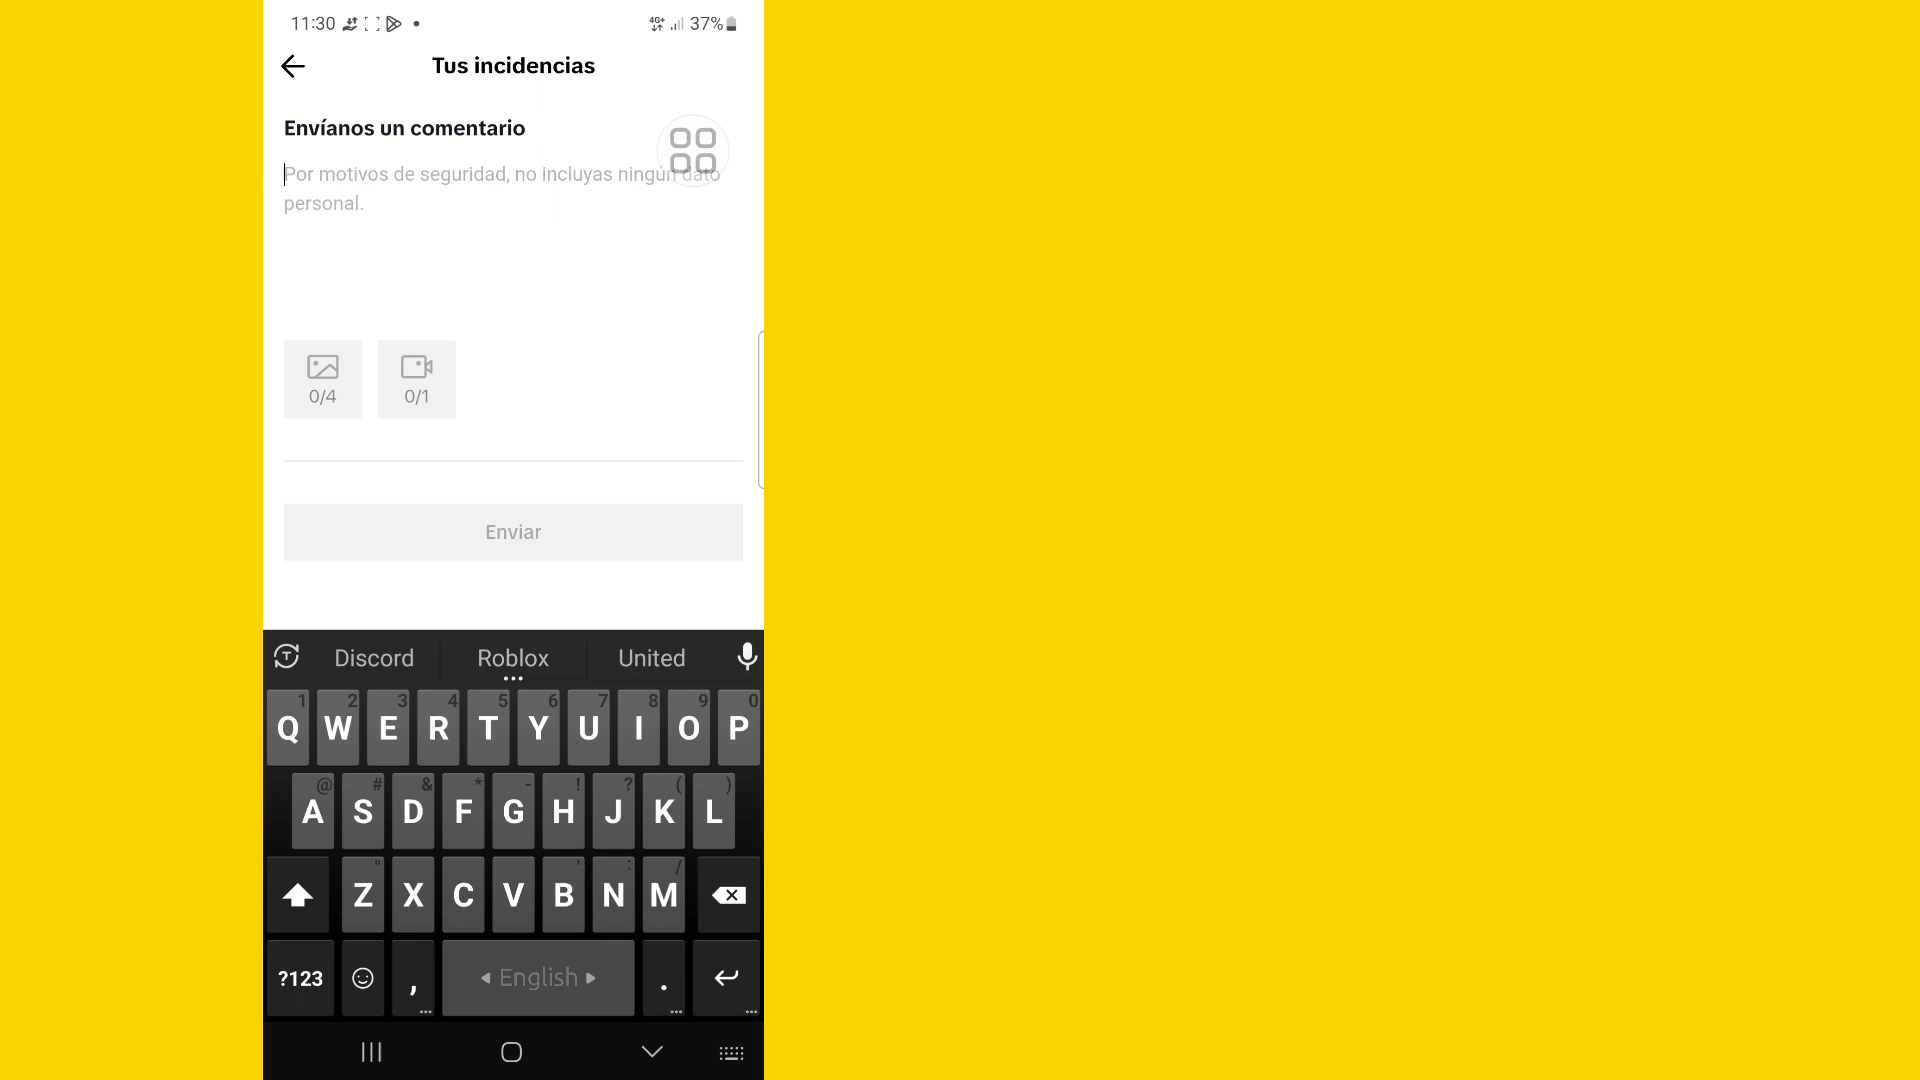 11:30 4G+ 37%
Tus incidencias
Envíanos un comentario
Por motivos de seguridad, no incluyas ningún dato
personal.
0/4 0/1
Enviar
Discord Roblox United
1 2 3 4 5 6 7 8 9 0
Q W E R T Y U I O P
@ # & * - ! ? ( )
A S D F G H J K L
" ' : /
Z X C V B N M
?123 , English .